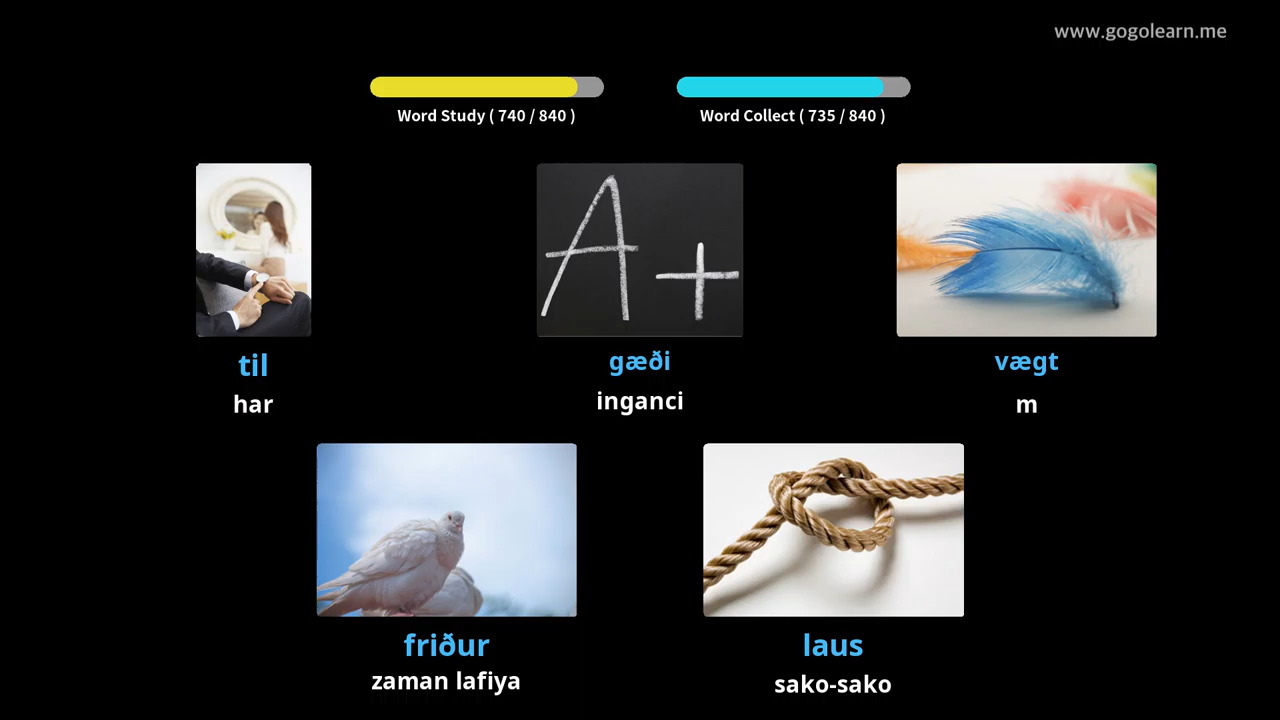 www.gogolearn.me
Word Study ( 740 / 840 )
Word Collect ( 735 / 840 )
A+
til
har
gæði
inganci
vægt
m
friður
zaman lafiya
laus
sako-sako